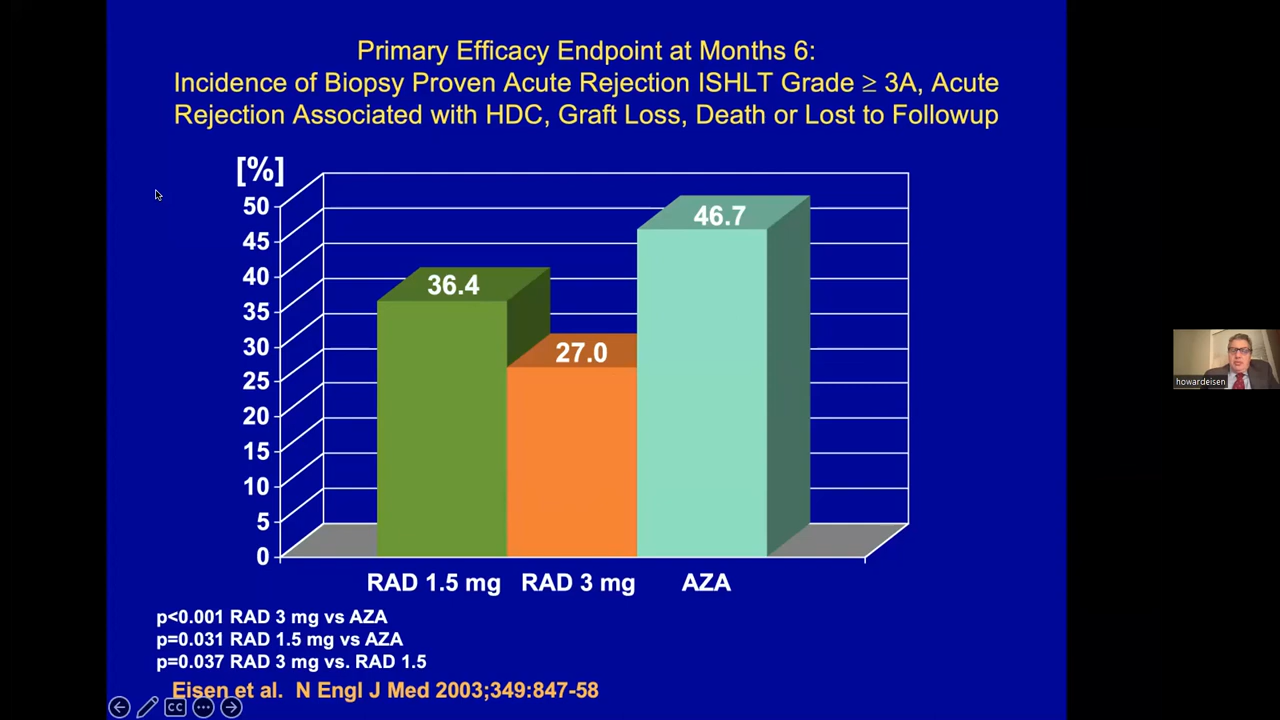 Primary Efficacy Endpoint at Months 6:
Incidence of Biopsy Proven Acute Rejection ISHLT Grade ≥ 3A, Acute
Rejection Associated with HDC, Graft Loss, Death or Lost to Followup
[%]
50
45
40
35
30
25
20
15
10
5
0
36.4
27.0
46.7
RAD 1.5 mg RAD 3 mg AZA
p<0.001 RAD 3 mg vs AZA
p=0.031 RAD 1.5 mg vs AZA
p=0.037 RAD 3 mg vs. RAD 1.5
Eisen et al. N Engl J Med 2003;349:847-58
CC
howardeisen